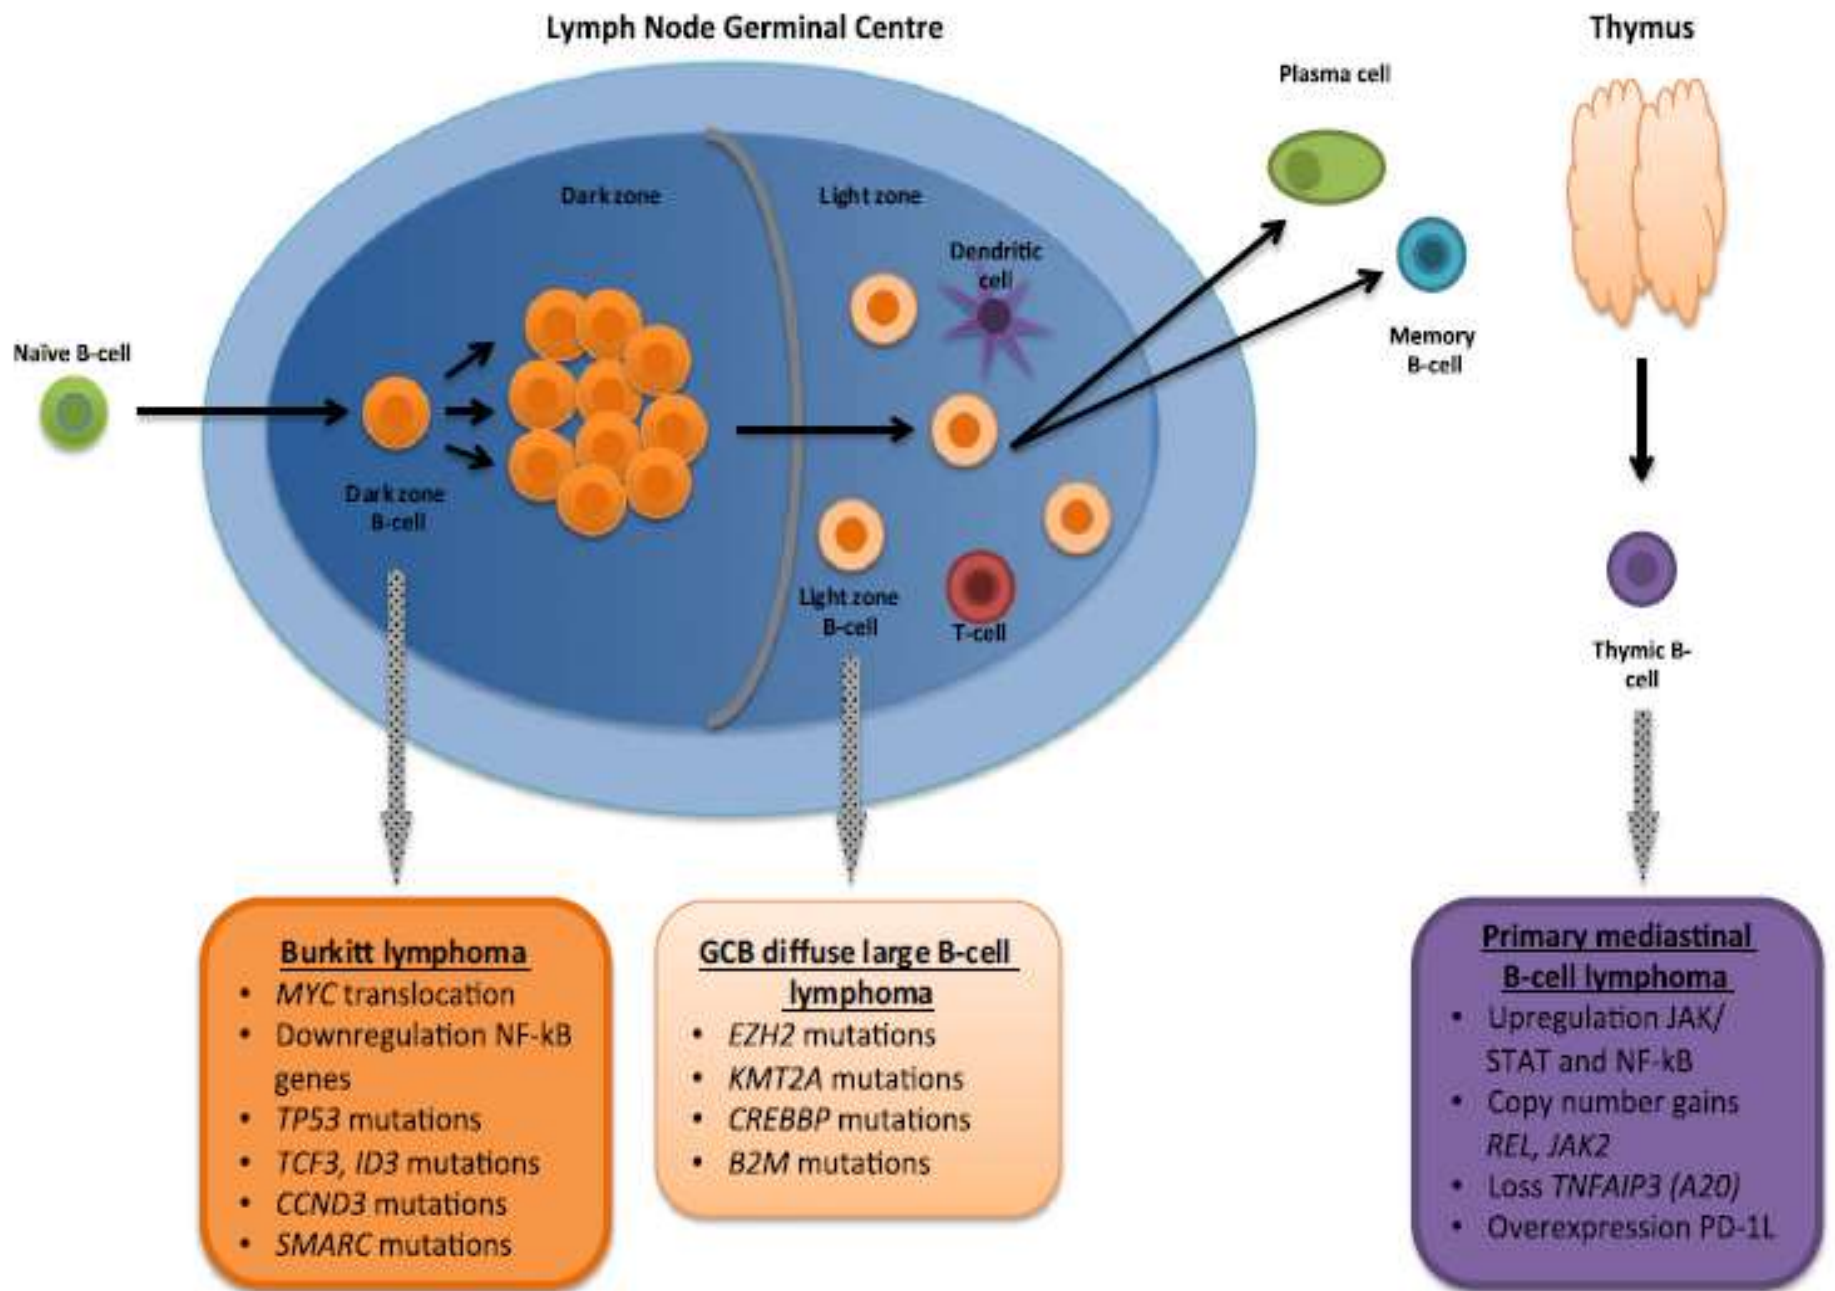 Lymph Node Germinal Centre
Thymus
Plasma cell
Dark zone
Light zone
Dendritic
cell
Naïve B-cell
Memory
B-cell
Dark zone
B-cell
Light zone
B-cell
T-cell
Thymic B-
cell
Burkitt lymphoma
• MYC translocation
• Downregulation NF-kB
genes
• TP53 mutations
• TCF3, ID3 mutations
• CCND3 mutations
• SMARC mutations
GCB diffuse large B-cell
lymphoma
• EZH2 mutations
• KMT2A mutations
• CREBBP mutations
• B2M mutations
Primary mediastinal
B-cell lymphoma
• Upregulation JAK/
STAT and NF-kB
• Copy number gains
REL, JAK2
• Loss TNFAIP3 (A20)
• Overexpression PD-1L